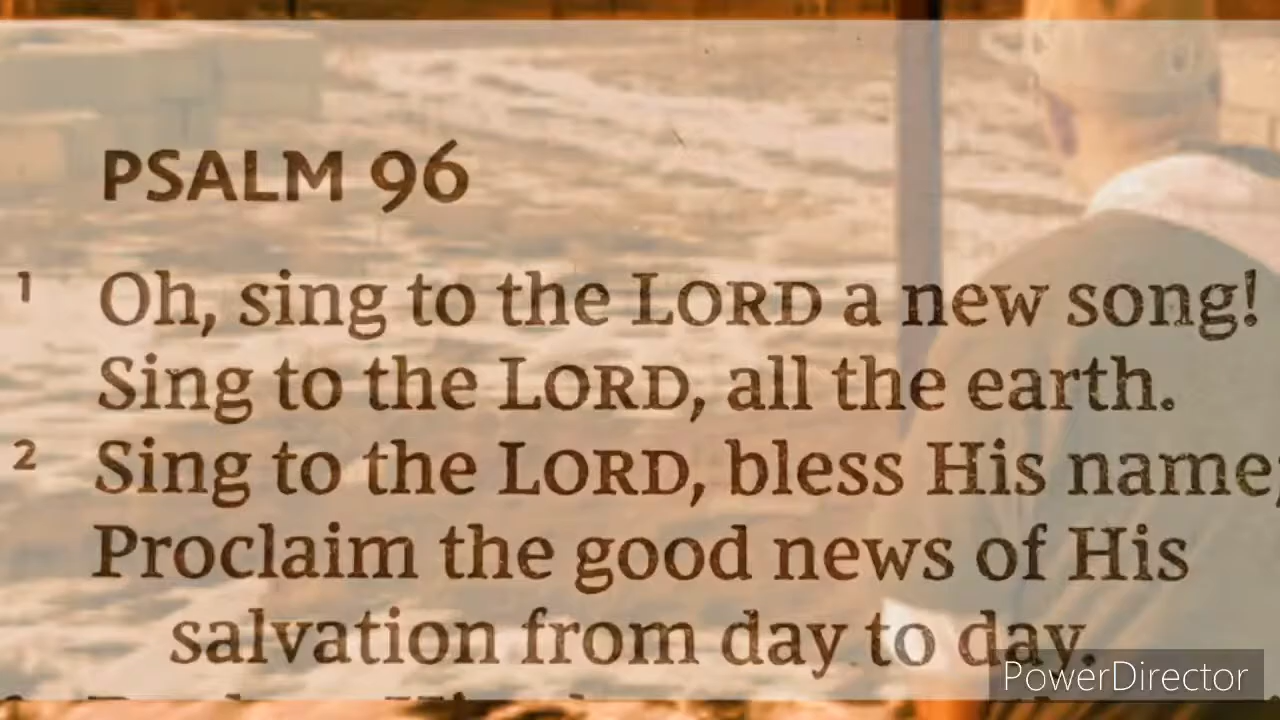 PSALM 96
1 Oh, sing to the LORD a new song!
Sing to the LORD, all the earth.
2 Sing to the LORD, bless His name;
Proclaim the good news of His
salvation from day to day.
PowerDirector